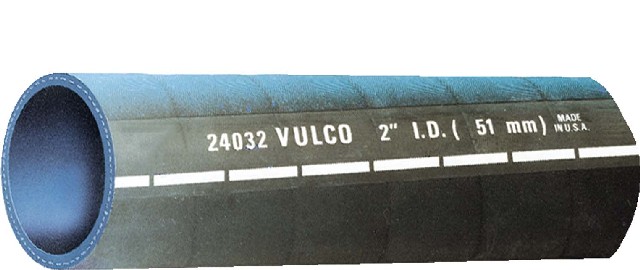 24032 VULCO 2" I.D. ( 51 mm) MADE
IN U.S.A.